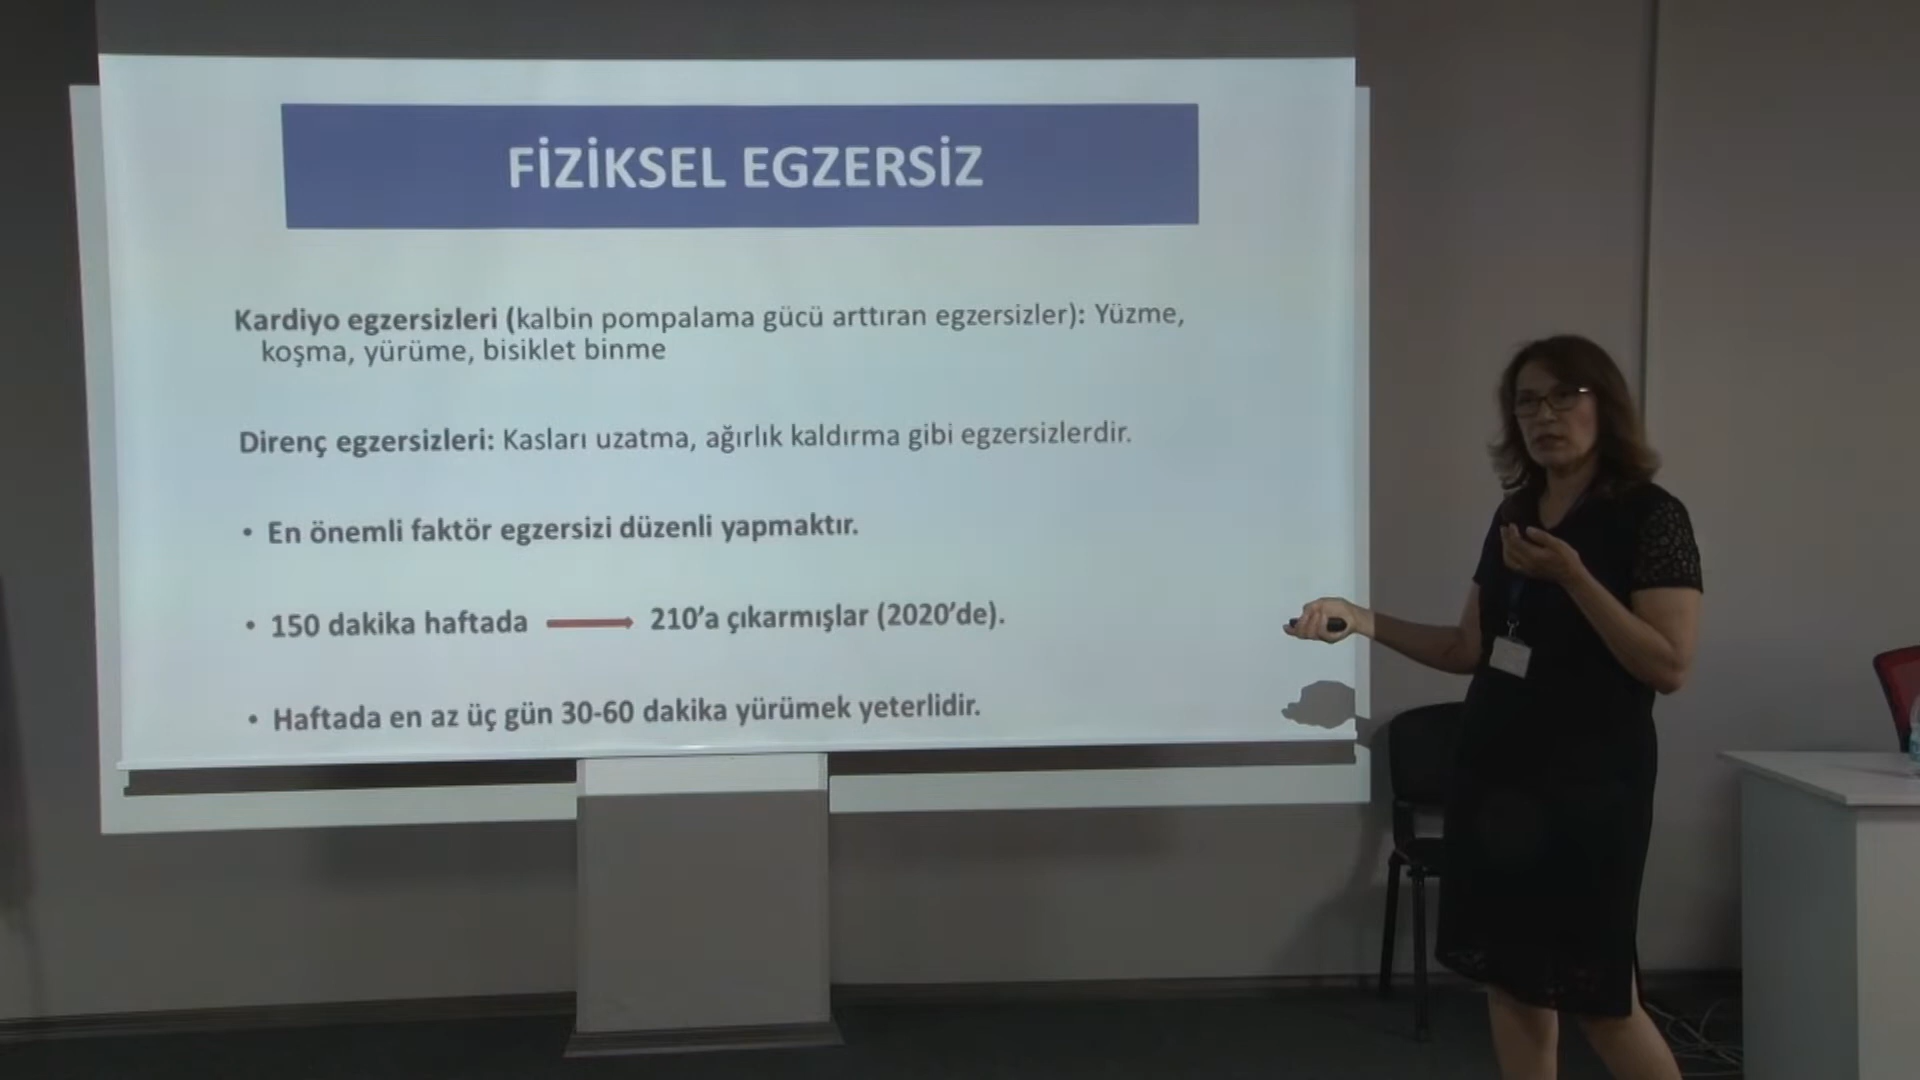 FİZİKSEL EGZERSİZ
Kardiyo egzersizleri (kalbin pompalama gücü arttıran egzersizler): Yüzme,
koşma, yürüme, bisiklet binme
Direnç egzersizleri: Kasları uzatma, ağırlık kaldırma gibi egzersizlerdir.
• En önemli faktör egzersizi düzenli yapmaktır.
• 150 dakika haftada → 210’a çıkarmışlar (2020’de).
• Haftada en az üç gün 30-60 dakika yürümek yeterlidir.